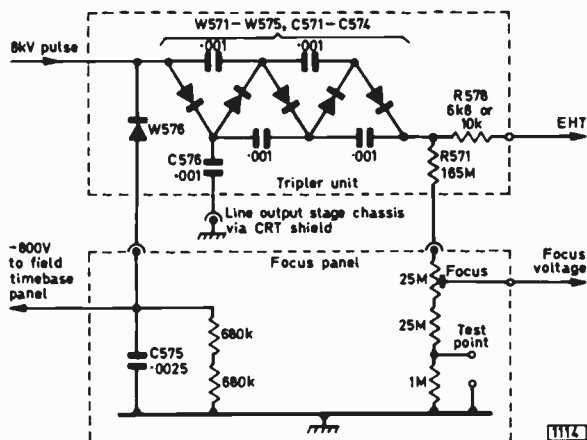 W571-W575, C571-C574
8kV pulse
·001
·001
R578
6k8 or
10k
EHT
W576
C576
·001
·001
·001
R571
165M
Tripler unit
Line output stage chassis
via CRT shield
-800V
to field
timebase
panel
Focus panel
25M
Focus
Focus
voltage
25M
Test
point
680k
C575
·0025
680k
1M
1114